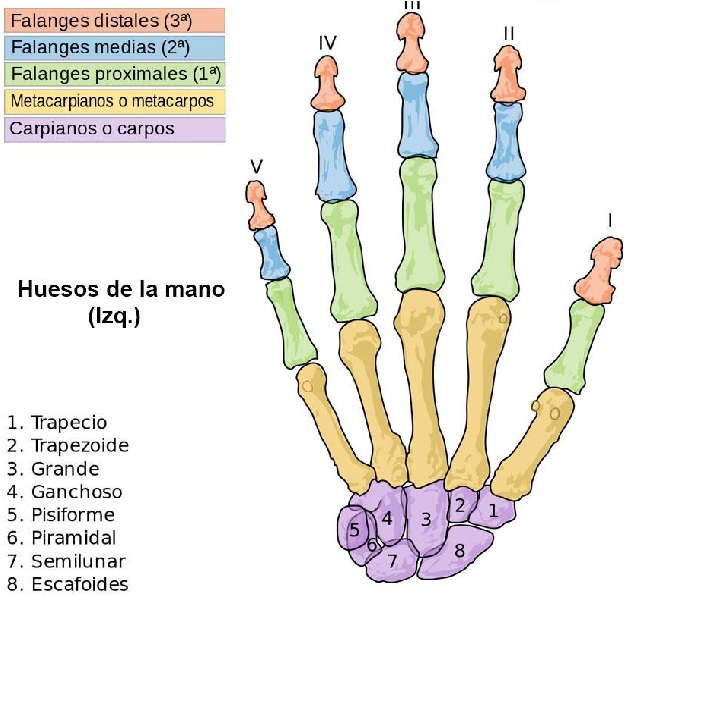 Falanges distales (3ª)
Falanges medias (2ª)
Falanges proximales (1ª)
Metacarpianos o metacarpos
Carpianos o carpos
III
II
IV
V
I
Huesos de la mano
(Izq.)
1. Trapecio
2. Trapezoide
3. Grande
4. Ganchoso
5. Pisiforme
6. Piramidal
7. Semilunar
8. Escafoides
5
4
6
7
3
2
1
8